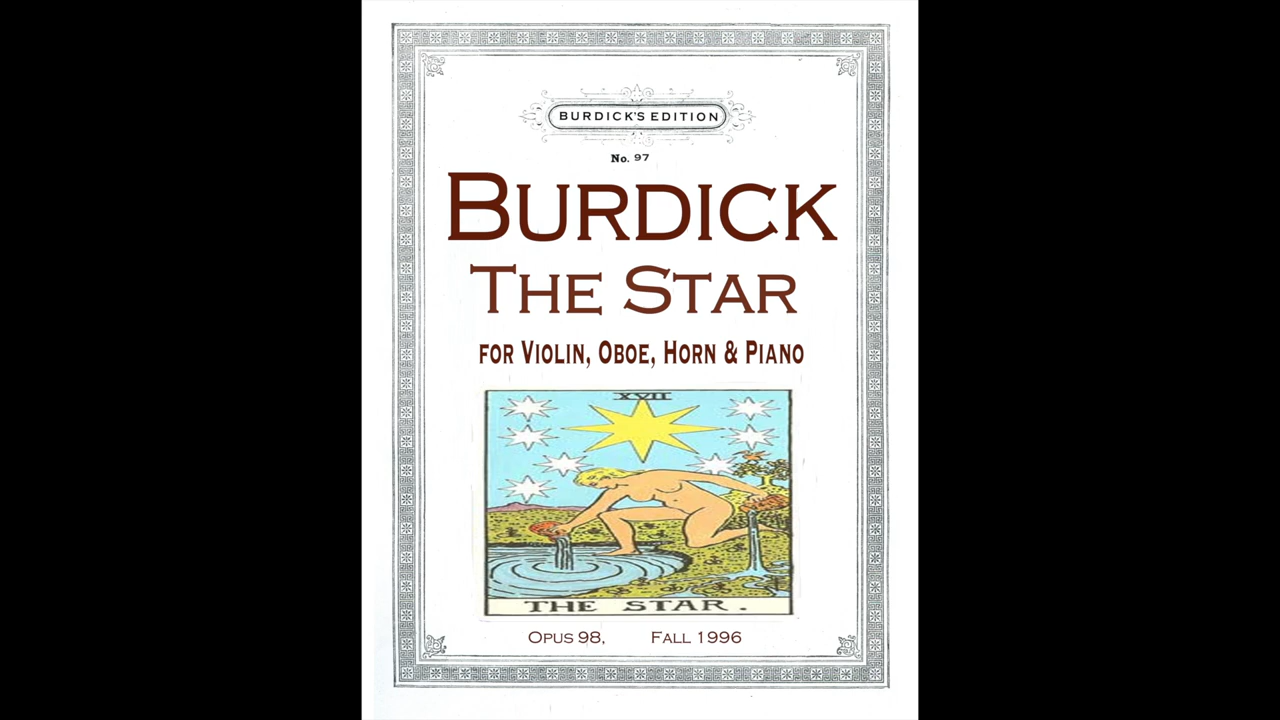 BURDICK'S EDITION
No. 97
BURDICK
THE STAR
FOR VIOLIN, OBOE, HORN & PIANO
XVII
THE STAR.
OPUS 98, FALL 1996